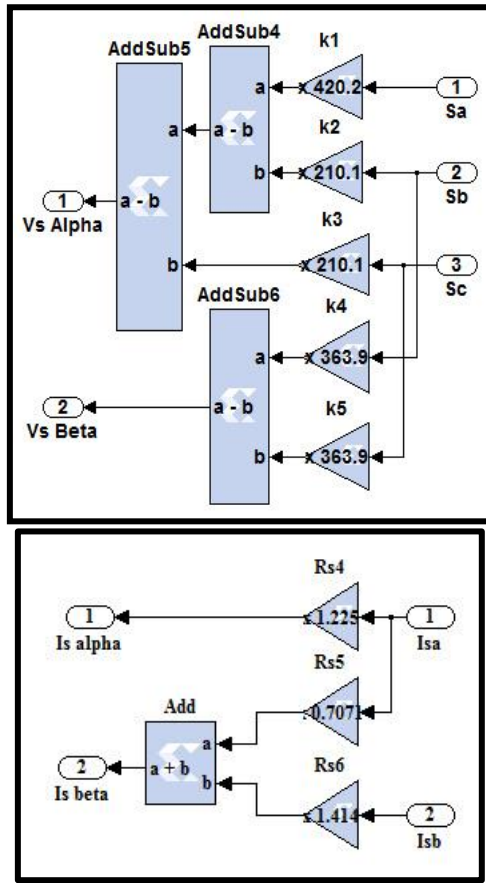 AddSub4
k1
AddSub5
a
x 420.2
1
Sa
k2
a
a - b
b
x 210.1
2
Sb
1
a - b
Vs Alpha
k3
b
x 210.1
3
Sc
AddSub6
k4
a
x 363.9
2
a - b
Vs Beta
k5
b
x 363.9
Rs4
1
x 1.225
1
Is alpha
Isa
Rs5
Add
0.7071
a
2
a + b
Is beta
b
Rs6
x 1.414
2
Isb